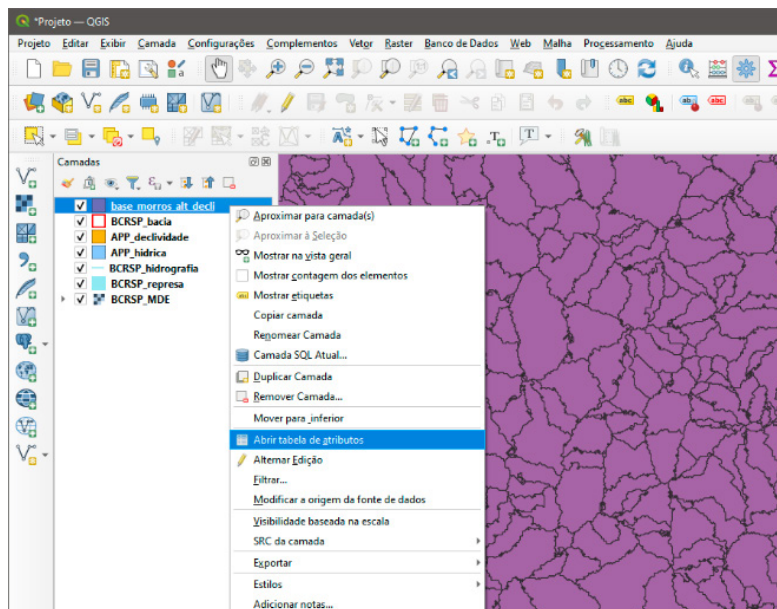 *Projeto — QGIS
Projeto Editar Exibir Camada Configurações Complementos Vetor Raster Banco de Dados Web Malha Processamento Ajuda
Camadas
base_morros_alt_decli
BCRSP_bacia
APP_declividade
APP_hidrica
BCRSP_hidrografia
BCRSP_represa
BCRSP_MDE
Aproximar para camada(s)
Aproximar à Seleção
Mostrar na vista geral
Mostrar contagem dos elementos
Mostrar etiquetas
Copiar camada
Renomear Camada
Camada SQL Atual...
Duplicar Camada
Remover Camada...
Mover para inferior
Abrir tabela de atributos
Alternar Edição
Filtrar...
Modificar a origem da fonte de dados
Visibilidade baseada na escala
SRC da camada
Exportar
Estilos
Adicionar notas...